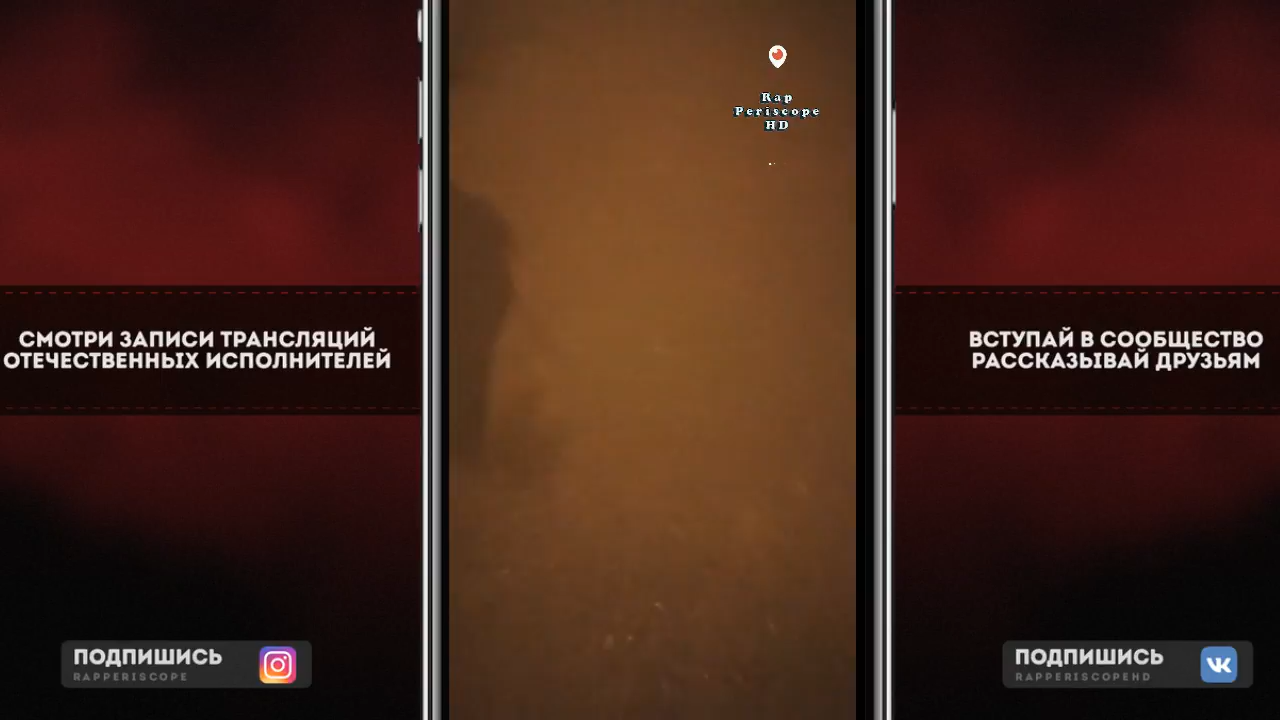 Rap
Periscope
HD
СМОТРИ ЗАПИСИ ТРАНСЛЯЦИЙ
ОТЕЧЕСТВЕННЫХ ИСПОЛНИТЕЛЕЙ
ВСТУПАЙ В СООБЩЕСТВО
РАССКАЗЫВАЙ ДРУЗЬЯМ
ПОДПИШИСЬ
RAPPERISCOPE
ПОДПИШИСЬ
RAPPERISCOPEHD